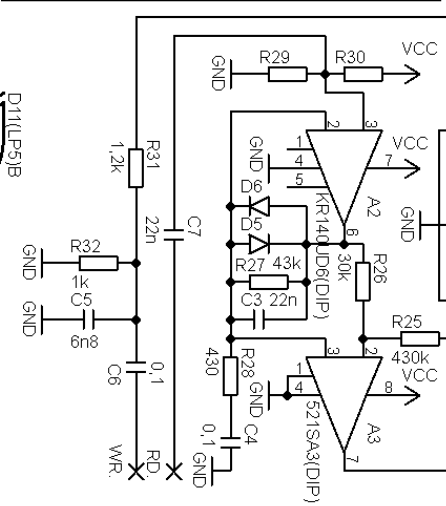 D11(LP5)B
R31
1,2k
R32
1k
GND
C5
6n8
GND
C6
0,1
WR.
RD.
C7
22n
R29
R30
VCC
GND
2
3
1
4
5
GND
7
VCC
A2
6
KR140UD6(DIP)
D6
D5
R27
43k
C3
22n
30k
R26
GND
R25
430k
R28
430
C4
0,1
GND
3
2
1
4
GND
8
VCC
A3
7
521SA3(DIP)